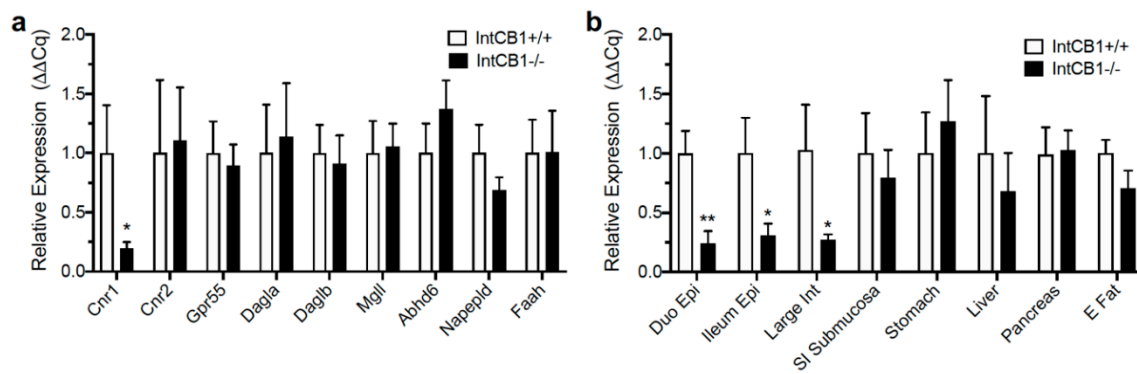 a
Relative Expression (ΔΔCq)
2.0
1.5
1.0
0.5
0.0
IntCB1+/+
IntCB1-/-
*
Cnr1
Cnr2
Gpr55
Dagla
Daglb
Mgll
Abhd6
Napepld
Faah
b
Relative Expression (ΔΔCq)
2.0
1.5
1.0
0.5
0.0
IntCB1+/+
IntCB1-/-
**
*
*
Duo Epi
Ileum Epi
Large Int
SI Submucosa
Stomach
Liver
Pancreas
E Fat